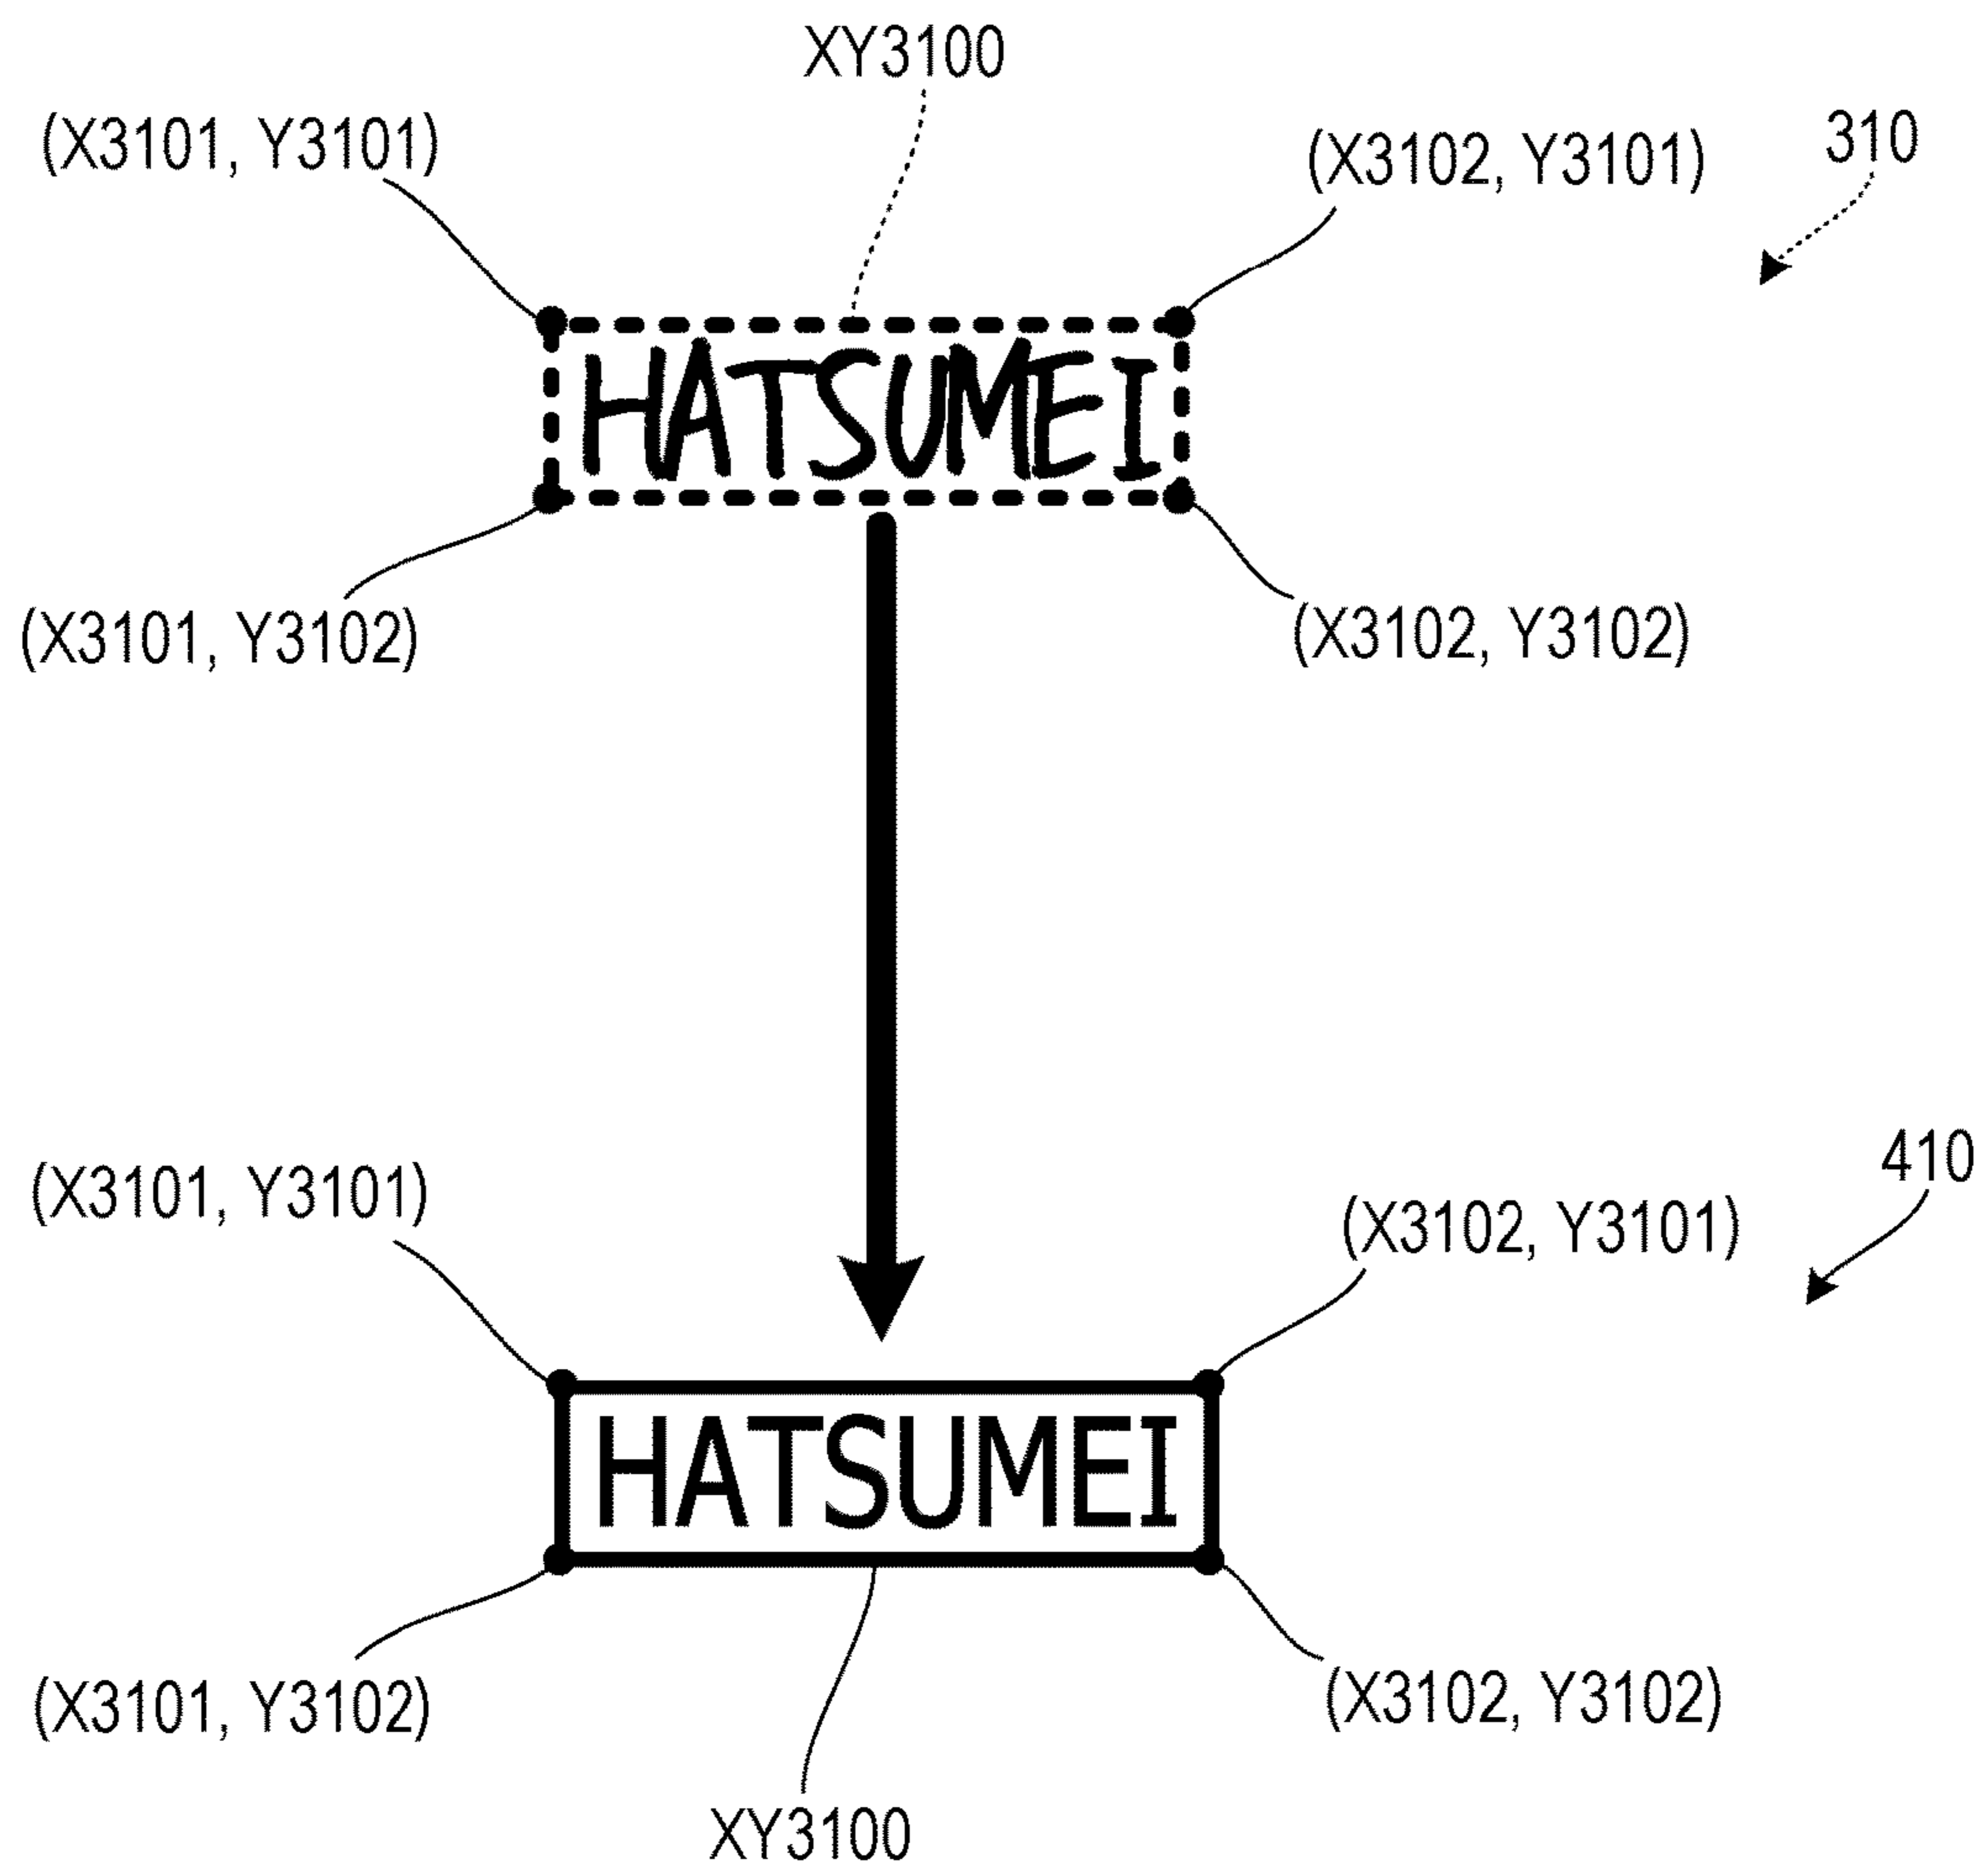 XY3100
(X3101, Y3101)
(X3102, Y3101)
310
HATSUMEI
(X3101, Y3102)
(X3102, Y3102)
(X3101, Y3101)
(X3102, Y3101)
410
HATSUMEI
(X3101, Y3102)
(X3102, Y3102)
XY3100